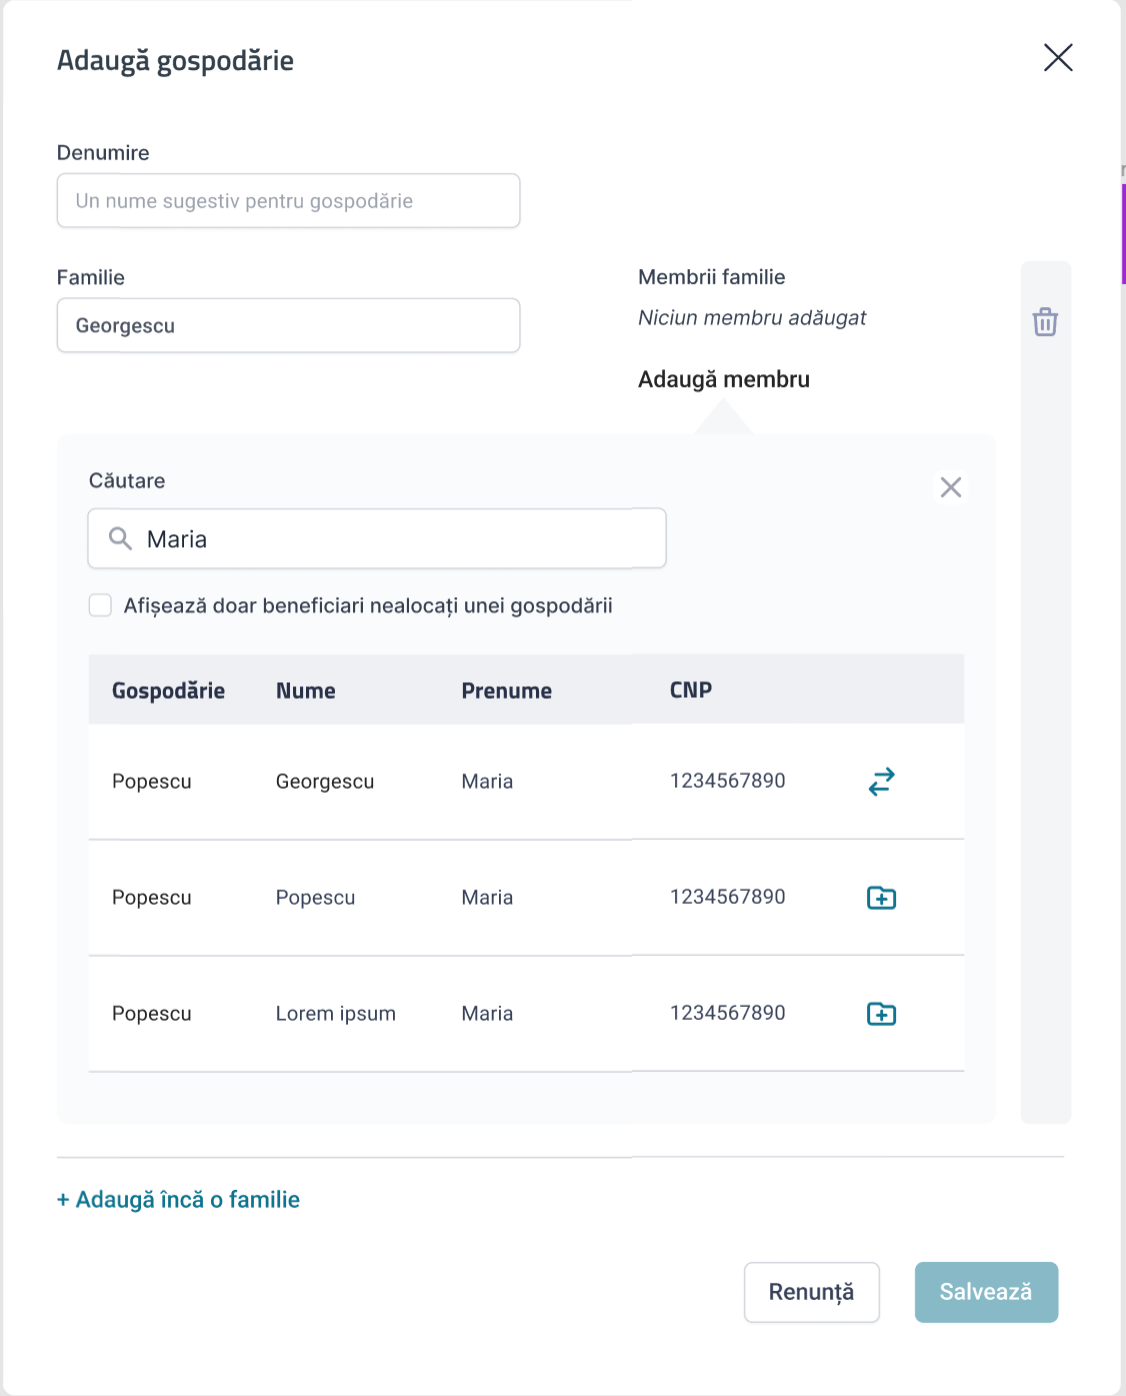 Adaugă gospodărie
Denumire
Un nume sugestiv pentru gospodărie
Familie
Georgescu
Membrii familie
Niciun membru adăugat
Adaugă membru
Căutare
Maria
Afișează doar beneficiari nealocați unei gospodării
Gospodărie Nume Prenume CNP
Popescu Georgescu Maria 1234567890
Popescu Popescu Maria 1234567890
Popescu Lorem ipsum Maria 1234567890
+ Adaugă încă o familie
Renunță Salvează